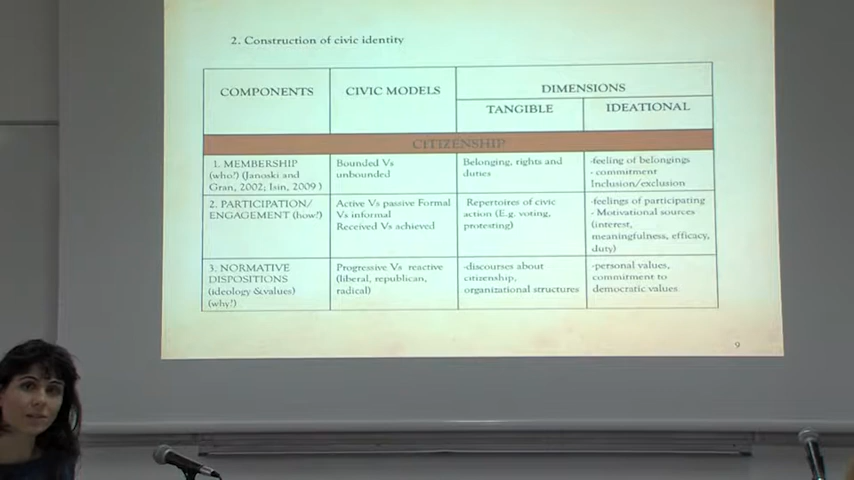 2. Construction of civic identity
COMPONENTS
CIVIC MODELS
DIMENSIONS
TANGIBLE
IDEATIONAL
CITIZENSHIP
1. MEMBERSHIP
(who?) (Janoski and
Gran, 2002; Isin, 2009 )
Bounded Vs
unbounded
Belonging, rights and
duties
-feeling of belongings
- commitment
Inclusion/exclusion
2. PARTICIPATION/
ENGAGEMENT (how?)
Active Vs passive Formal
Vs informal
Received Vs achieved
Repertoires of civic
action (E.g. voting,
protesting)
-feelings of participating
- Motivational sources
(interest,
meaningfulness, efficacy,
duty)
3. NORMATIVE
DISPOSITIONS
(ideology &values)
(why?)
Progressive Vs reactive
(liberal, republican,
radical)
-discourses about
citizenship,
organizational structures
-personal values,
commitment to
democratic values
9